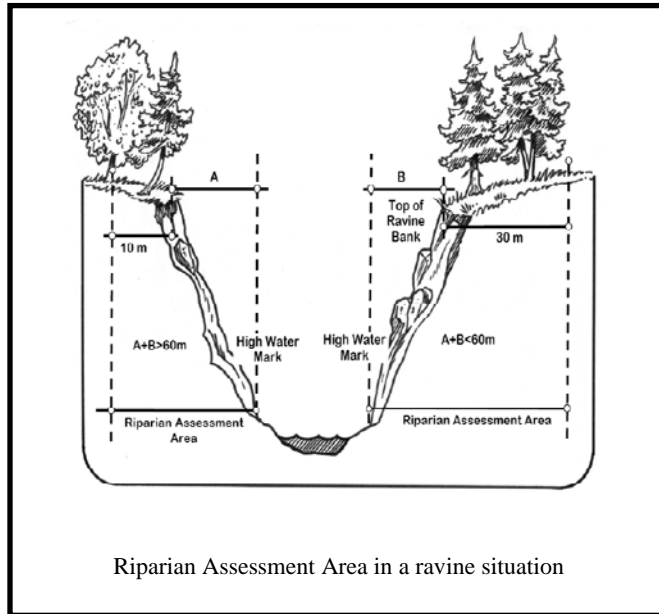 A
B
Top of
Ravine
Bank
10 m
30 m
High Water
Mark
High Water
Mark
A+B>60m
A+B<60m
Riparian Assessment
Area
Riparian Assessment Area
Riparian Assessment Area in a ravine situation